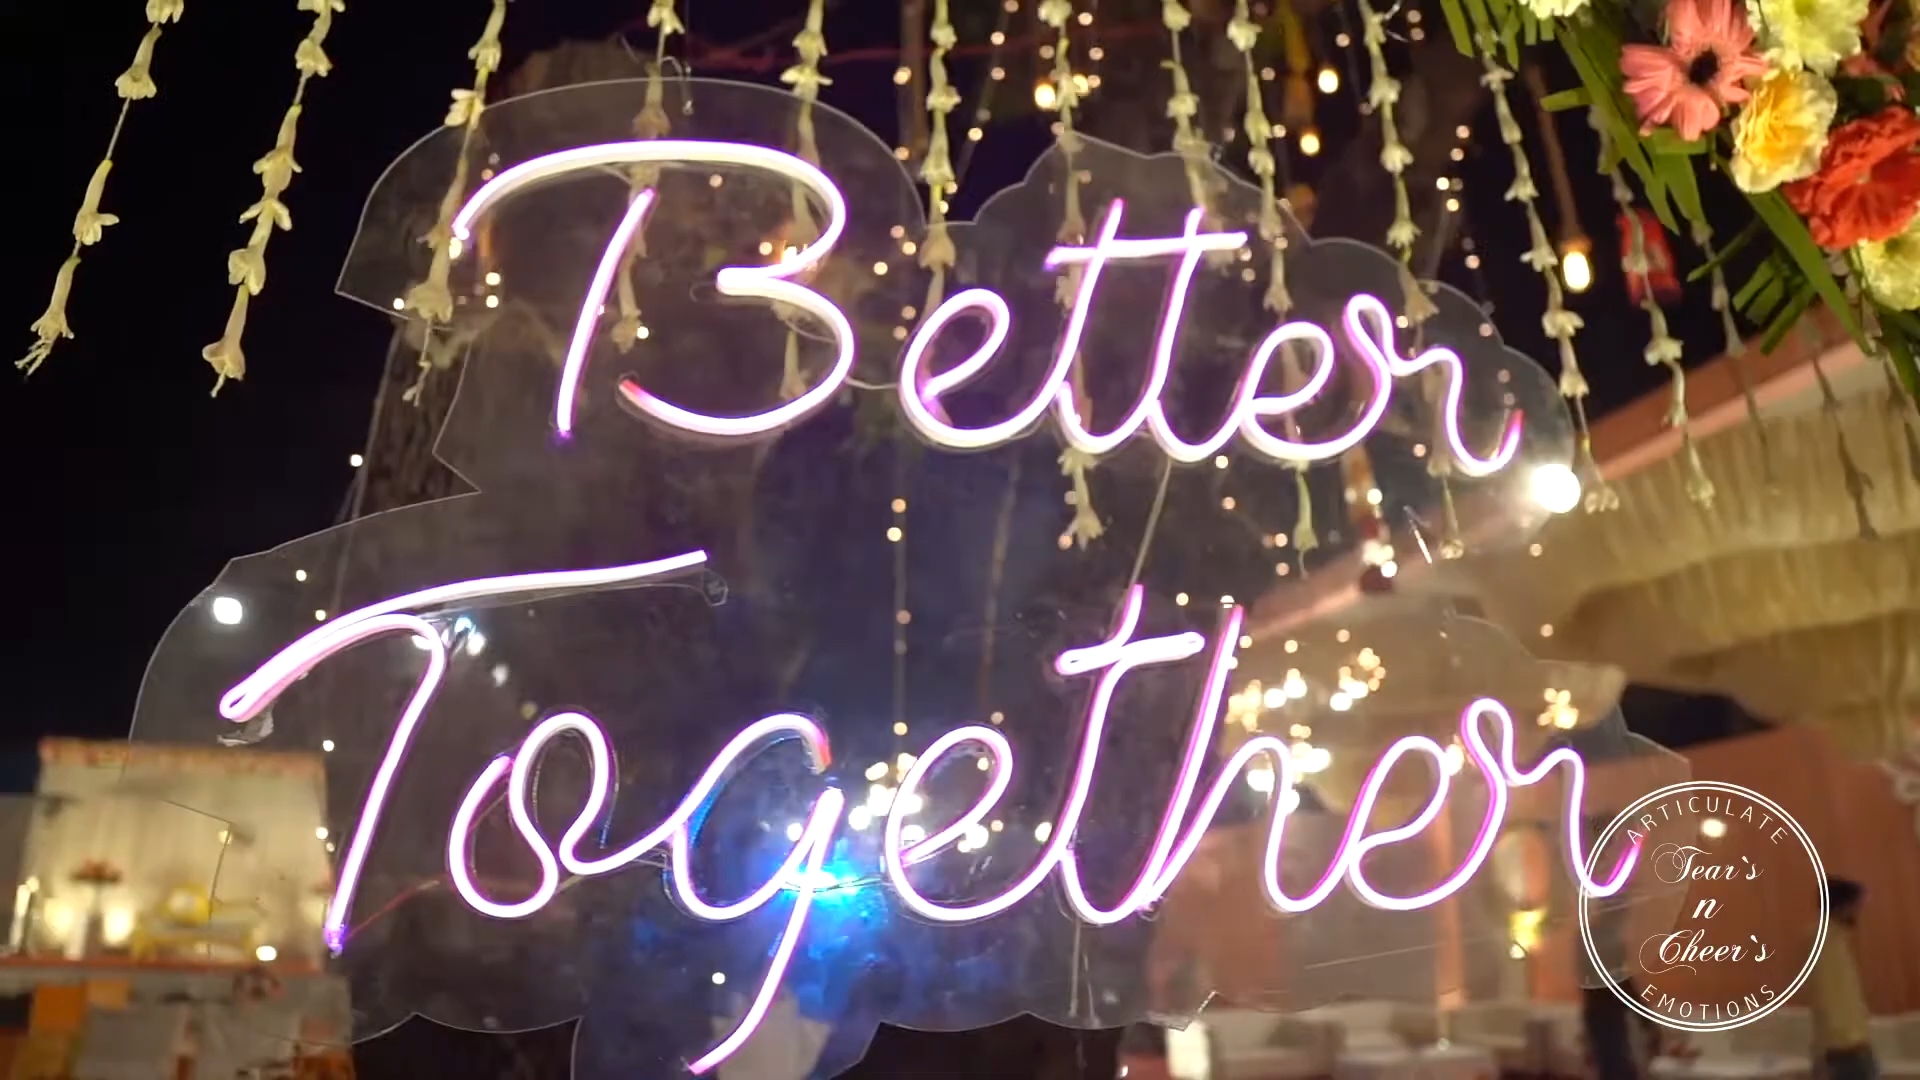 Better
Together
ARTICULATE
Tear`s
n
Cheer`s
EMOTIONS